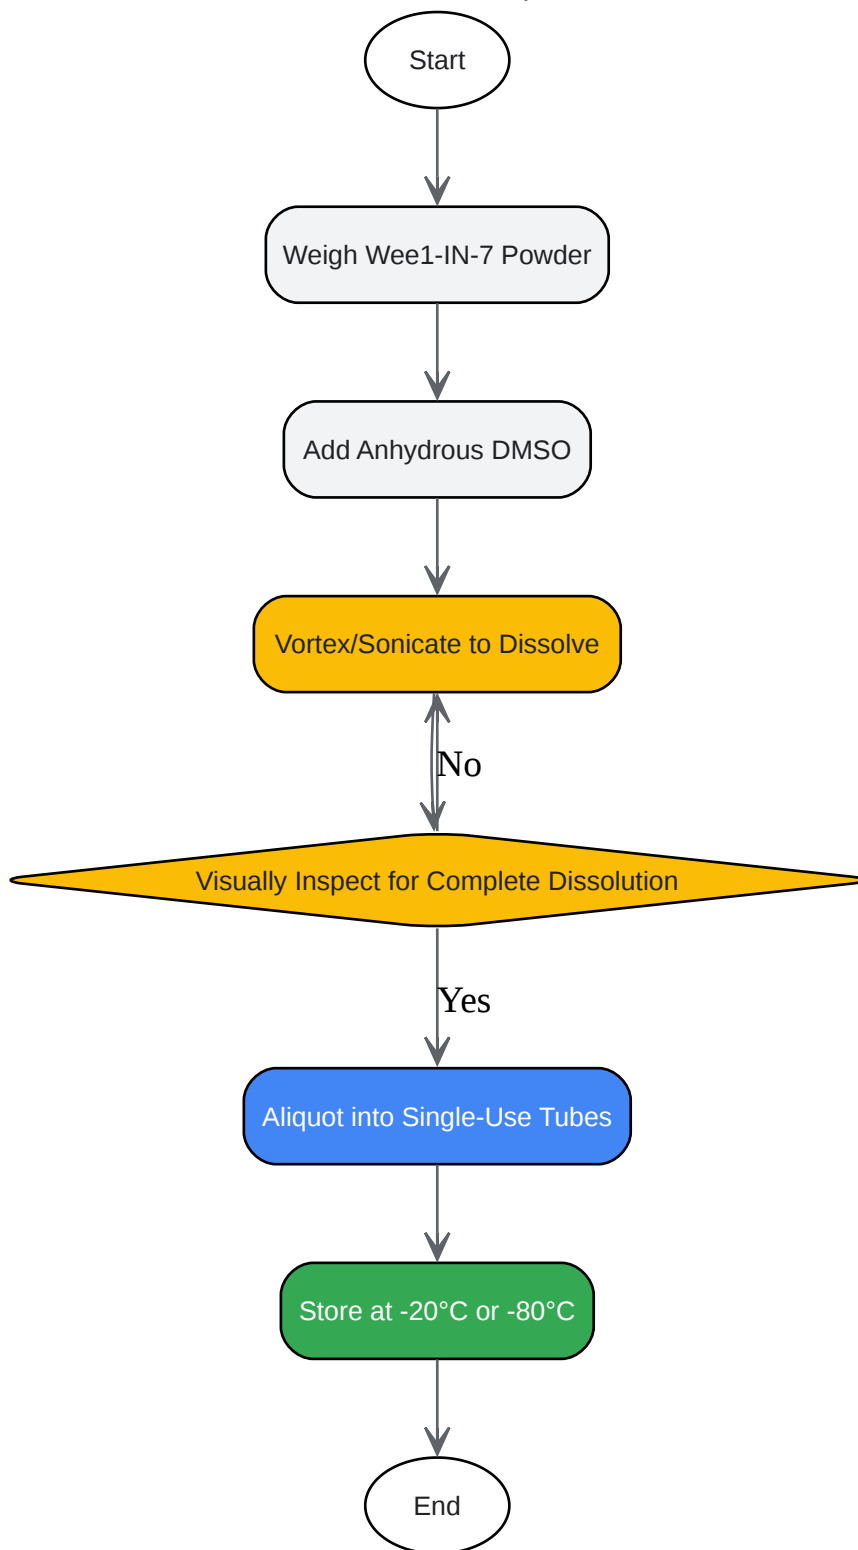 Start
Weigh Wee1-IN-7 Powder
Add Anhydrous DMSO
Vortex/Sonicate to Dissolve
No
Visually Inspect for Complete Dissolution
Yes
Aliquot into Single-Use Tubes
Store at -20°C or -80°C
End